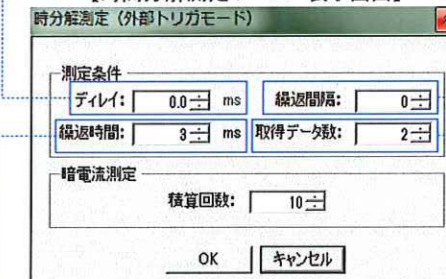 時分解測定（外部トリガモード）
測定条件
ディレイ： 0.0 ms 繰返間隔： 0
繰返時間： 3 ms 取得データ数： 2
暗電流測定
積算回数： 10
OK キャンセル